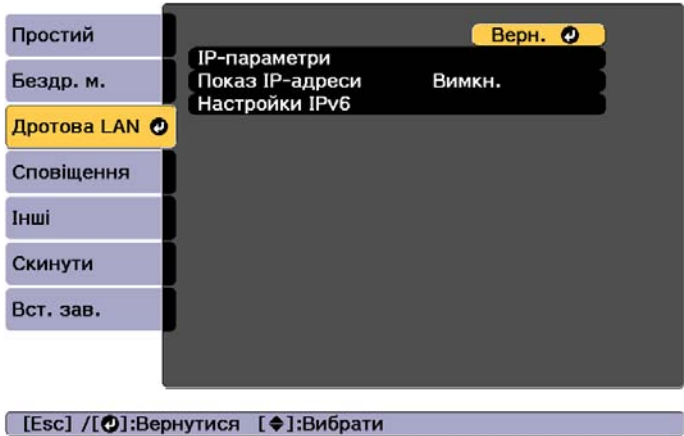 Простий
Бездр. м.
Дротова LAN
Сповіщення
Інші
Скинути
Вст. зав.
Верн.
IP-параметри
Показ IP-адреси Вимкн.
Настройки IPv6
[Esc] /[]:Вернутися []:Вибрати